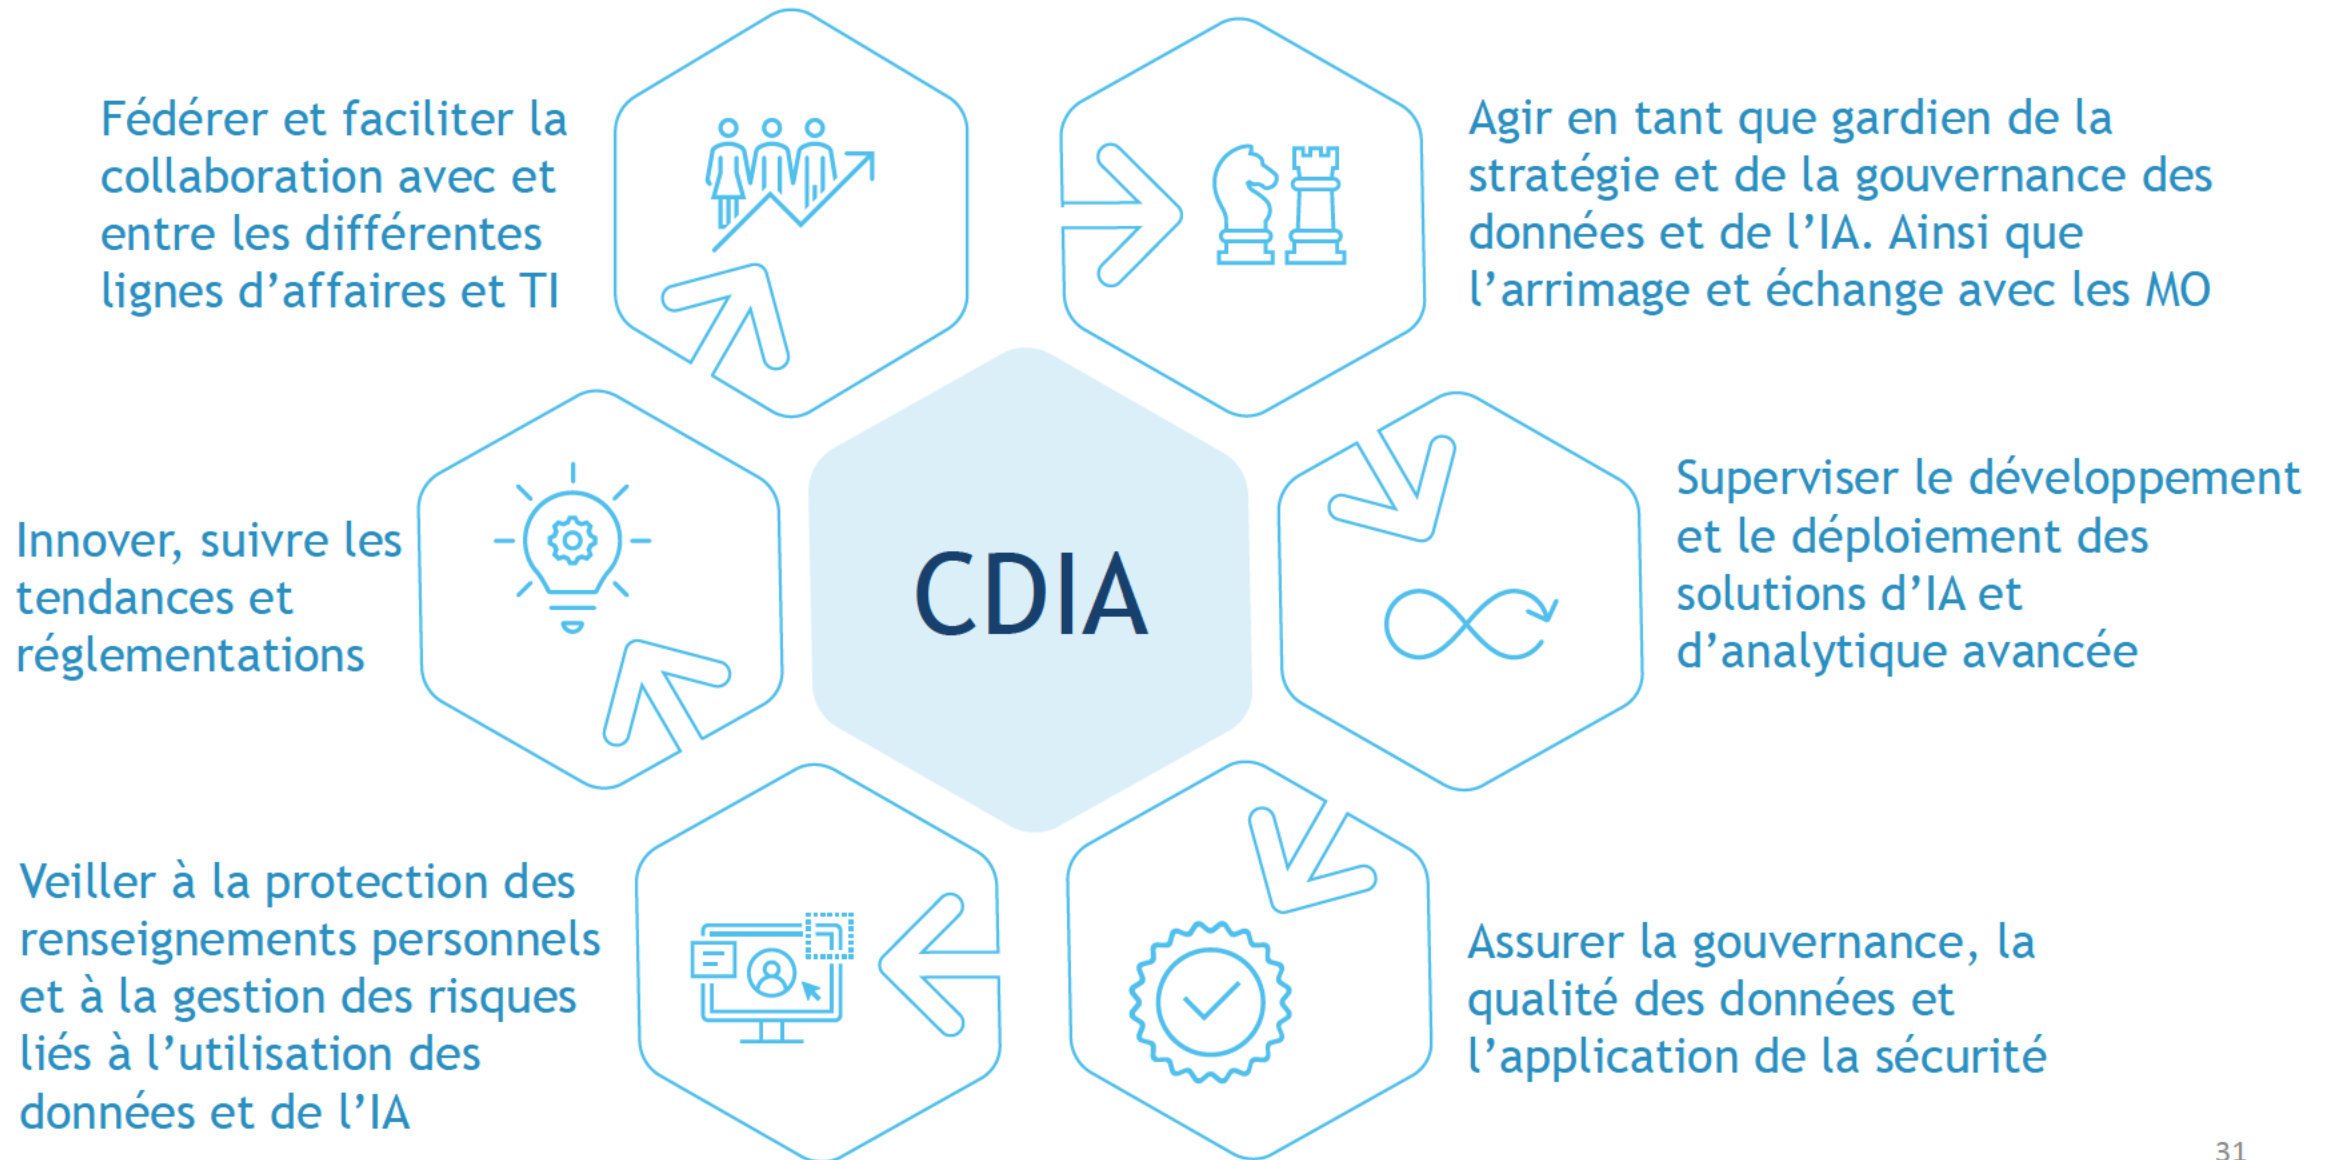 Fédérer et faciliter la
collaboration avec et
entre les différentes
lignes d'affaires et TI
Agir en tant que gardien de la
stratégie et de la gouvernance des
données et de l'IA. Ainsi que
l'arrimage et échange avec les MO
Innover, suivre les
tendances et
réglementations
CDIA
Superviser le développement
et le déploiement des
solutions d'IA et
d'analytique avancée
Veiller à la protection des
renseignements personnels
et à la gestion des risques
liés à l'utilisation des
données et de l'IA
Assurer la gouvernance, la
qualité des données et
l'application de la sécurité
31